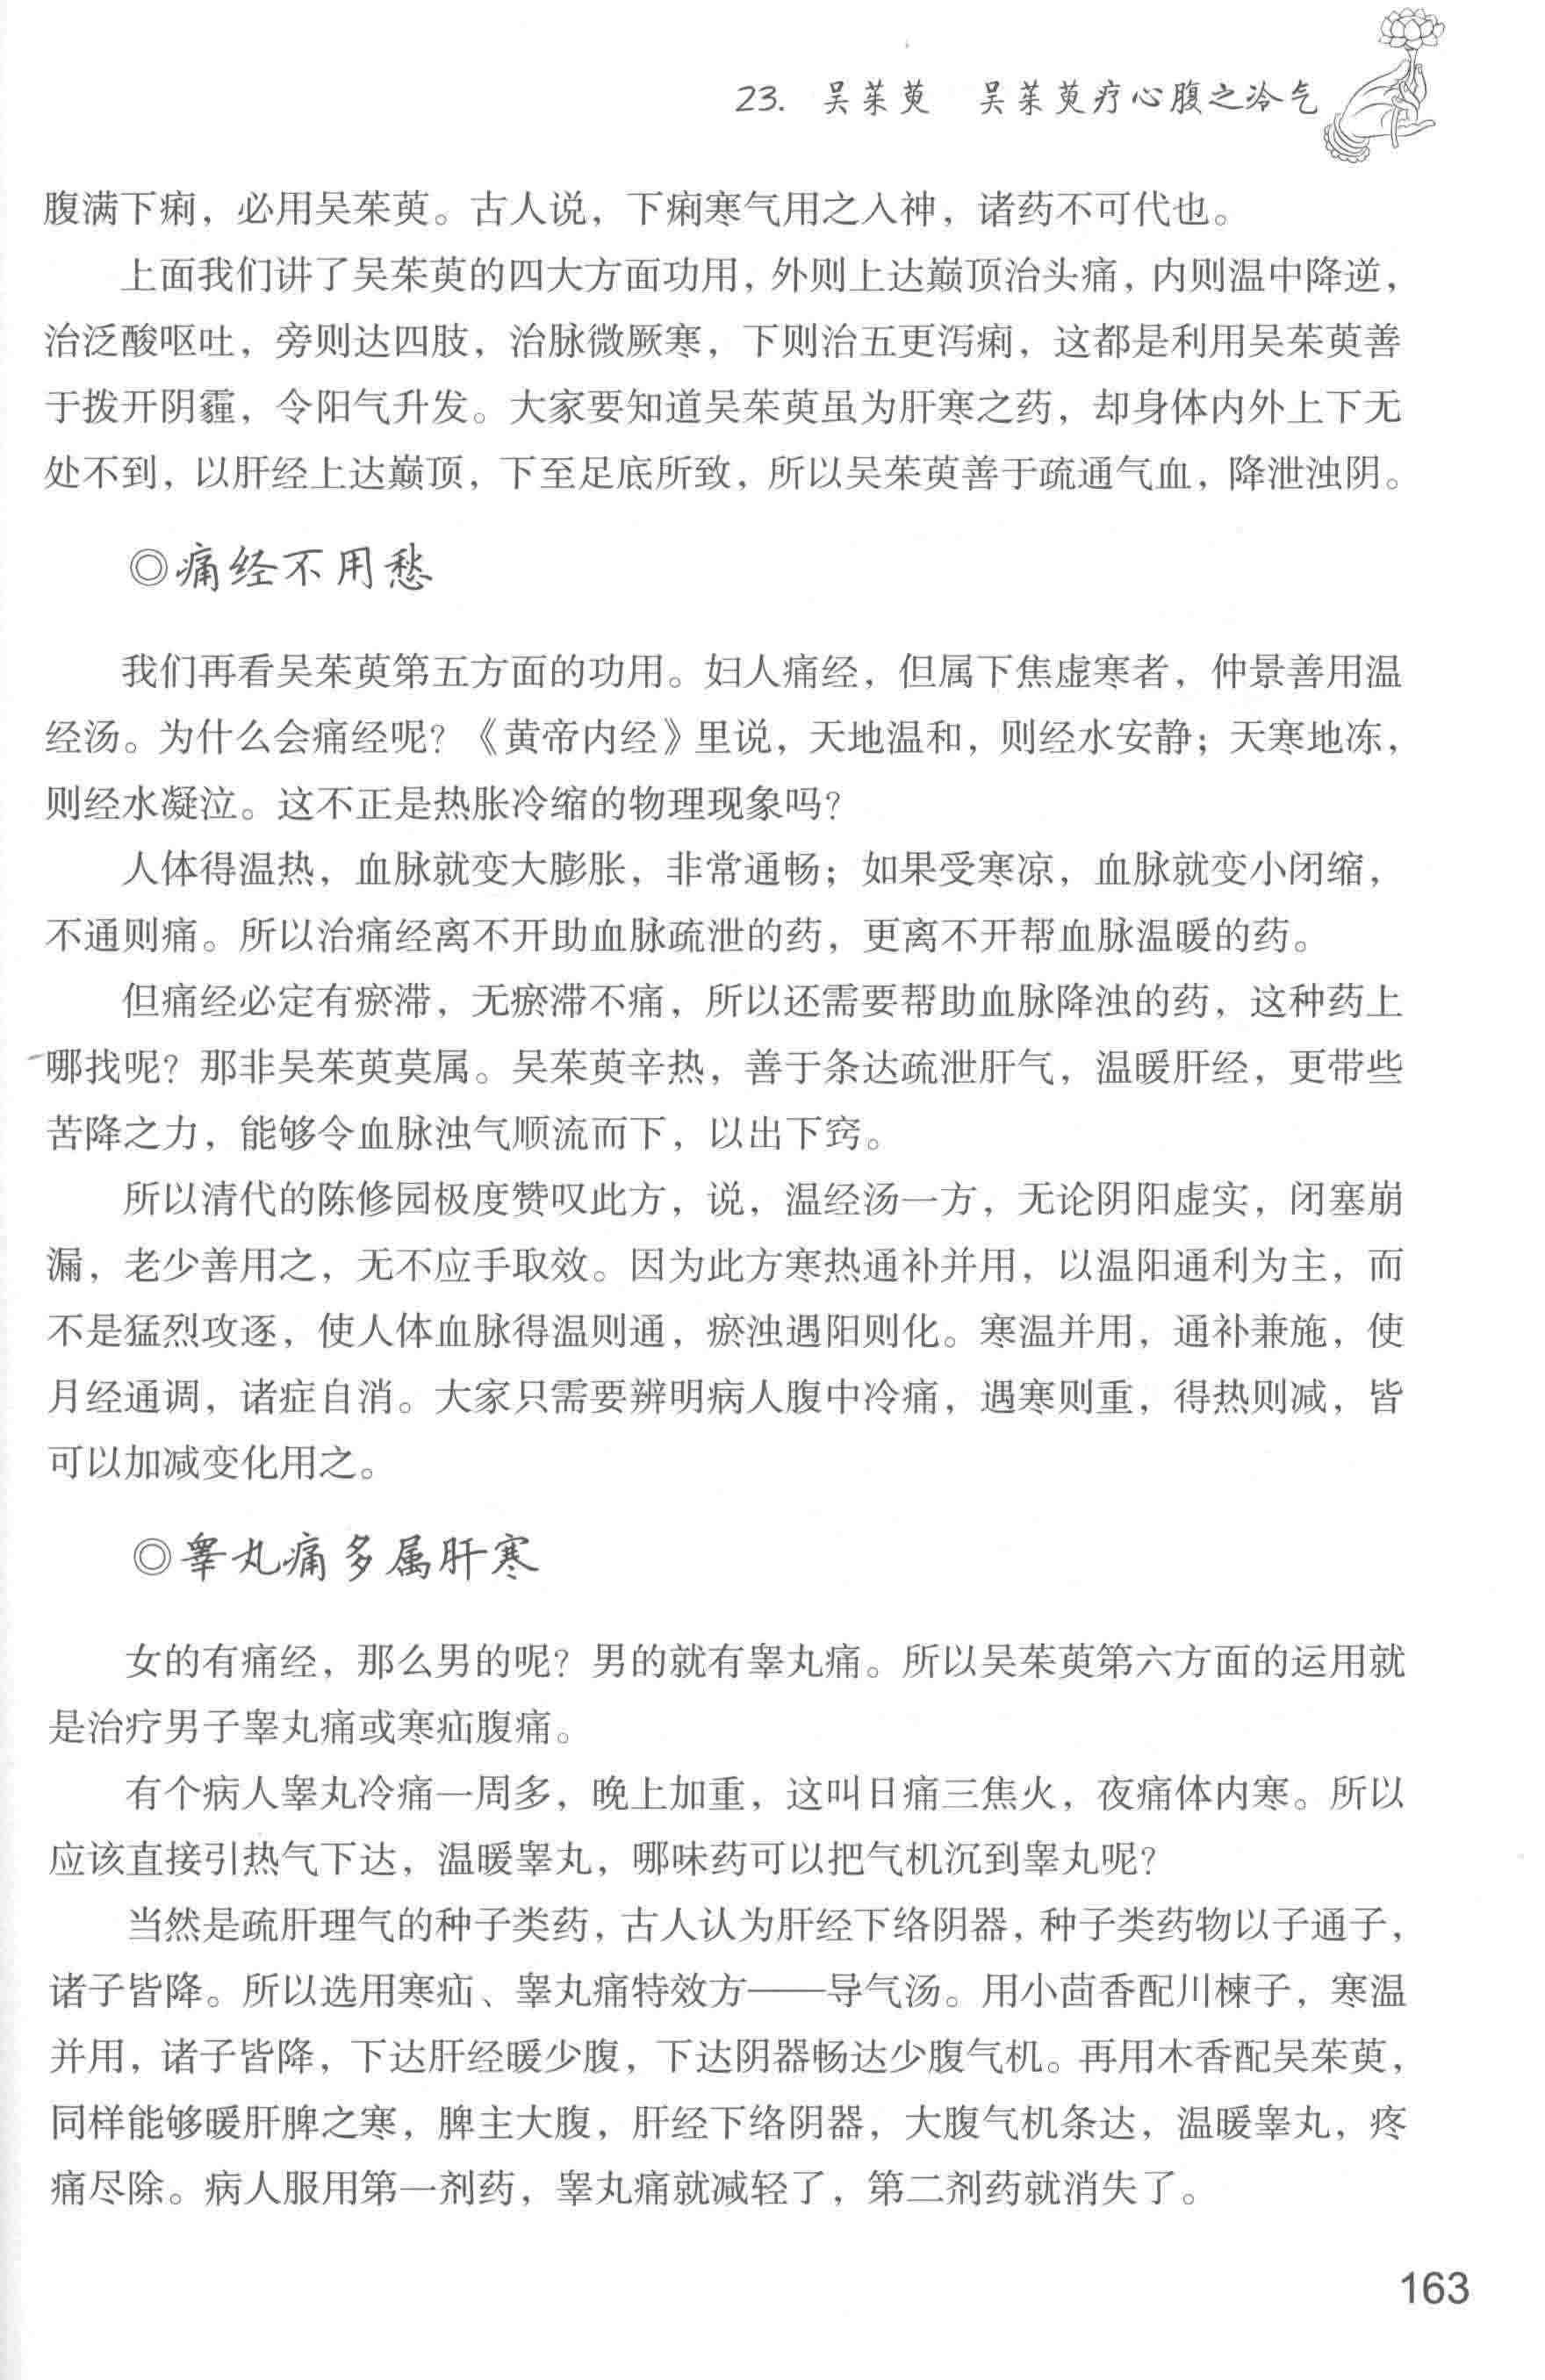 23. 吴茱萸　吴茱萸疗心腹之冷气
腹满下痢，必用吴茱萸。古人说，下痢寒气用之入神，诸药不可代也。
上面我们讲了吴茱萸的四大方面功用，外则上达巅顶治头痛，内则温中降逆，
治泛酸呕吐，旁则达四肢，治脉微厥寒，下则治五更泻痢，这都是利用吴茱萸善
于拨开阴霾，令阳气升发。大家要知道吴茱萸虽为肝寒之药，却身体内外上下无
处不到，以肝经上达巅顶，下至足底所致，所以吴茱萸善于疏通气血，降泄浊阴。
◎痛经不用愁
我们再看吴茱萸第五方面的功用。妇人痛经，但属下焦虚寒者，仲景善用温
经汤。为什么会痛经呢？《黄帝内经》里说，天地温和，则经水安静；天寒地冻，
则经水凝泣。这不正是热胀冷缩的物理现象吗？
人体得温热，血脉就变大膨胀，非常通畅；如果受寒凉，血脉就变小闭缩，
不通则痛。所以治痛经离不开助血脉疏泄的药，更离不开帮血脉温暖的药。
但痛经必定有瘀滞，无瘀滞不痛，所以还需要帮助血脉降浊的药，这种药上
哪找呢？那非吴茱萸莫属。吴茱萸辛热，善于条达疏泄肝气，温暖肝经，更带些
苦降之力，能够令血脉浊气顺流而下，以出下窍。
所以清代的陈修园极度赞叹此方，说，温经汤一方，无论阴阳虚实，闭塞崩
漏，老少善用之，无不应手取效。因为此方寒热通补并用，以温阳通利为主，而
不是猛烈攻逐，使人体血脉得温则通，瘀浊遇阳则化。寒温并用，通补兼施，使
月经通调，诸症自消。大家只需要辨明病人腹中冷痛，遇寒则重，得热则减，皆
可以加减变化用之。
◎睾丸痛多属肝寒
女的有痛经，那么男的呢？男的就有睾丸痛。所以吴茱萸第六方面的运用就
是治疗男子睾丸痛或寒疝腹痛。
有个病人睾丸冷痛一周多，晚上加重，这叫日痛三焦火，夜痛体内寒。所以
应该直接引热气下达，温暖睾丸，哪味药可以把气机沉到睾丸呢？
当然是疏肝理气的种子类药，古人认为肝经下络阴器，种子类药物以子通子，
诸子皆降。所以选用寒疝、睾丸痛特效方——导气汤。用小茴香配川楝子，寒温
并用，诸子皆降，下达肝经暖少腹，下达阴器畅达少腹气机。再用木香配吴茱萸，
同样能够暖肝脾之寒，脾主大腹，肝经下络阴器，大腹气机条达，温暖睾丸，疼
痛尽除。病人服用第一剂药，睾丸痛就减轻了，第二剂药就消失了。
163